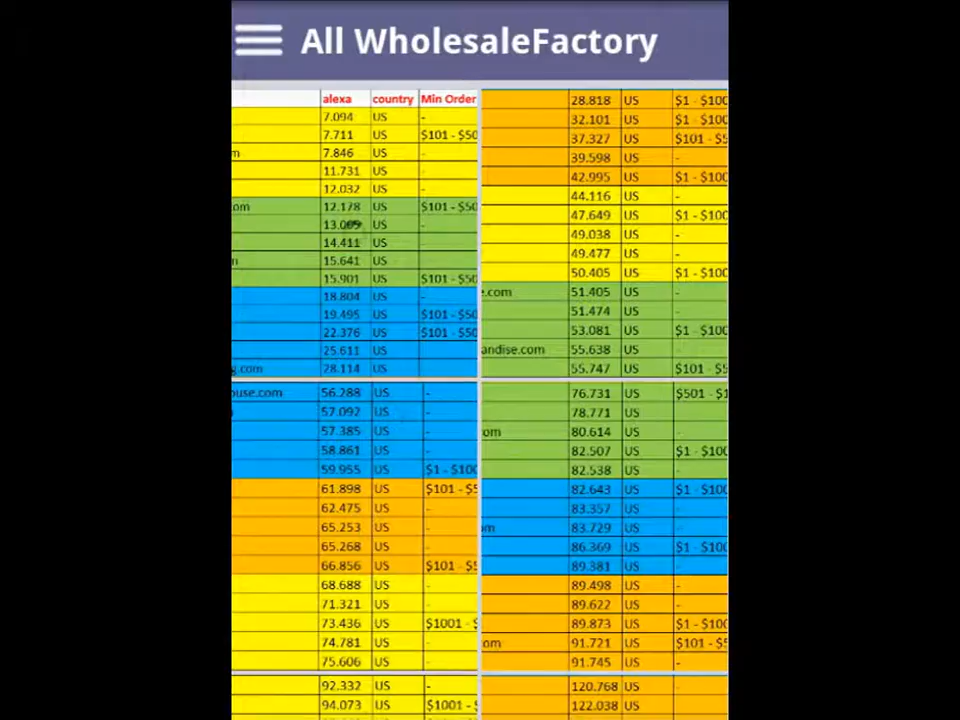 All WholesaleFactory
alexa country Min Order
7.094 US -
7.711 US $101 - $50
m 7.846 US -
11.731 US -
12.032 US -
om 12.178 US $101 - $50
US -
14.411 US -
n 15.641 US -
15.901 US $101 - $50
18.804 US -
19.495 US $101 - $50
22.376 US $101 - $50
25.611 US
g.com 28.114 US
28.818 US $1 - $100
32.101 US $1 - $100
37.327 US $101 - $5
39.598 US -
42.995 US $1 - $100
44.116 US -
47.649 US $1 - $100
49.038 US -
49.477 US -
50.405 US $1 - $100
e.com 51.405 US -
51.474 US -
53.081 US $1 - $100
andise.com 55.638 US -
55.747 US $101 - $5
ouse.com 56.288 US -
57.092 US -
57.385 US -
58.861 US -
59.955 US $1 - $100
61.898 US $101 - $5
62.475 US -
65.253 US -
65.268 US -
66.856 US $101 - $5
68.688 US -
71.321 US -
73.436 US $1001 - $
74.781 US -
75.606 US -
76.731 US $501 - $1
78.771 US
om 80.614 US -
82.507 US $1 - $100
82.538 US -
82.643 US $1 - $100
83.357 US -
om 83.729 US -
86.369 US $1 - $100
89.381 US -
89.498 US -
89.622 US -
89.873 US $1 - $100
om 91.721 US $101 - $5
91.745 US -
92.332 US -
94.073 US $1001 - $
120.768 US -
122.038 US